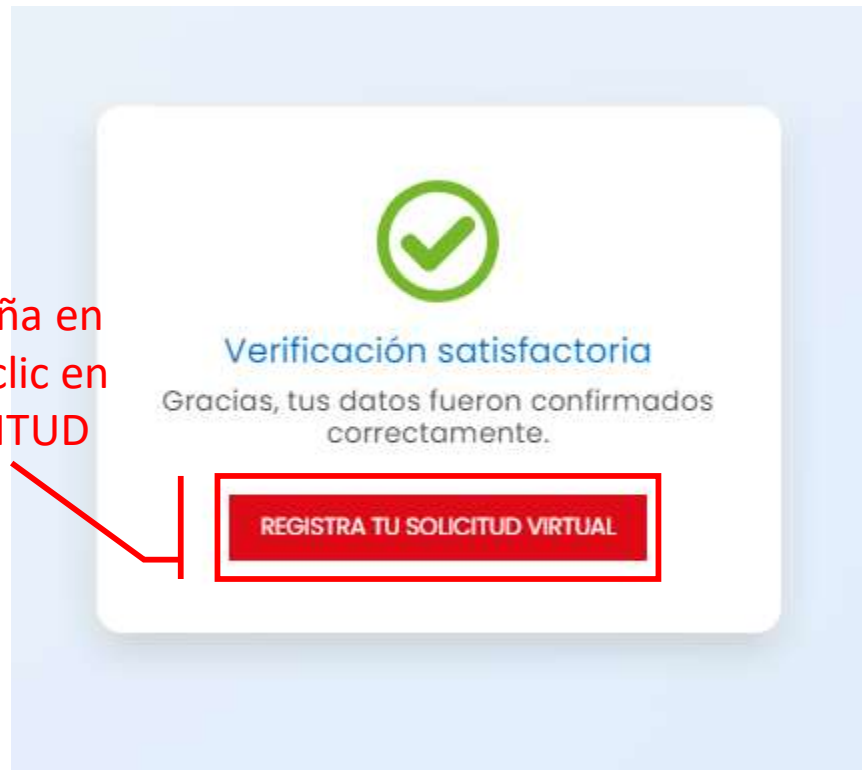 ña en
clic en
ITUD
Verificación satisfactoria
Gracias, tus datos fueron confirmados
correctamente.
REGISTRA TU SOLICITUD VIRTUAL